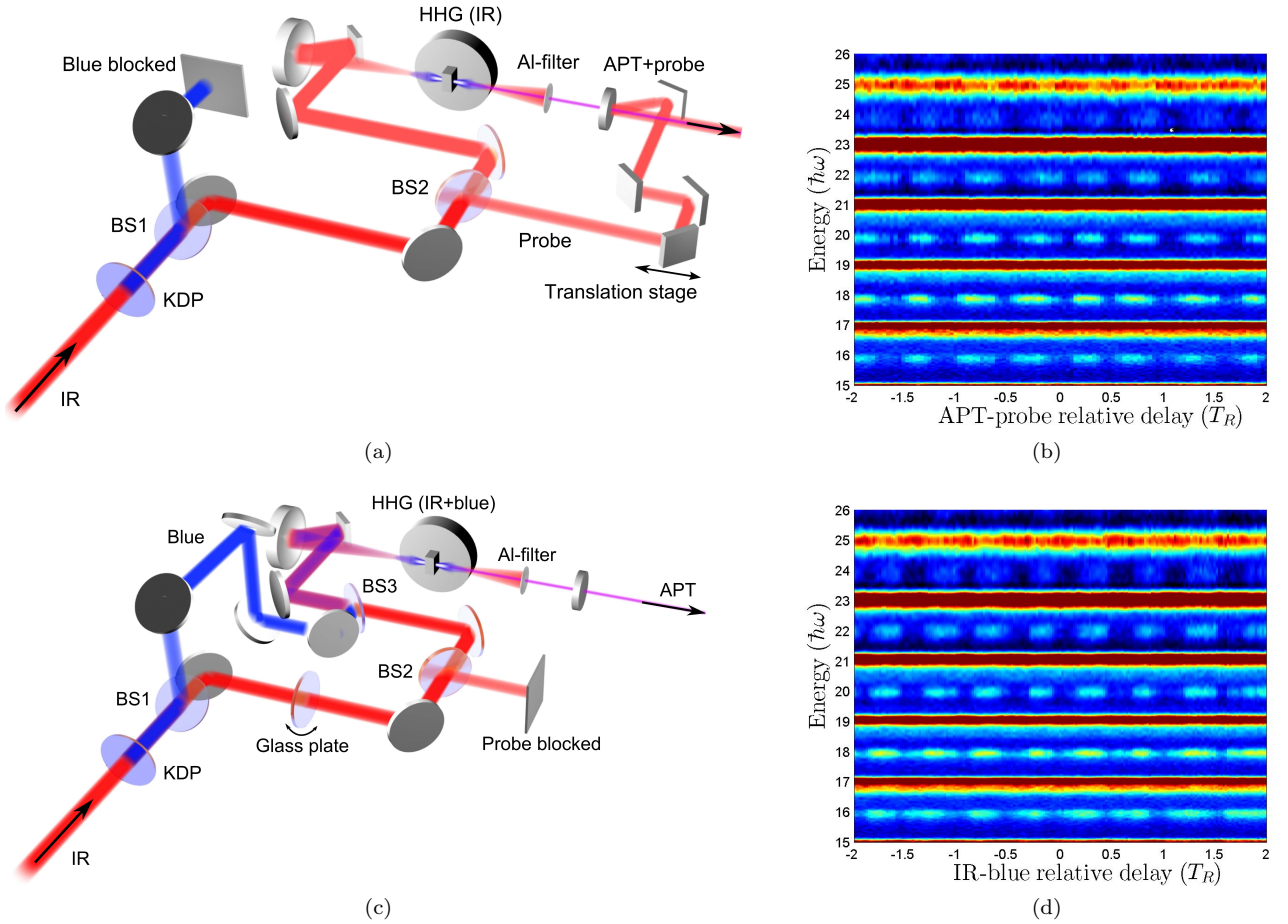 (a)
HHG (IR)
Blue blocked
Al-filter
APT+probe
BS2
BS1
Probe
KDP
Translation stage
IR
(b)
Energy (ħω)
26
25
24
23
22
21
20
19
18
17
16
15
-2 -1.5 -1 -0.5 0 0.5 1 1.5 2
APT-probe relative delay (T_R)
(c)
HHG (IR+blue)
Blue
Al-filter
BS3
APT
BS2
BS1
Glass plate
Probe blocked
KDP
IR
(d)
Energy (ħω)
26
25
24
23
22
21
20
19
18
17
16
15
-2 -1.5 -1 -0.5 0 0.5 1 1.5 2
IR-blue relative delay (T_R)